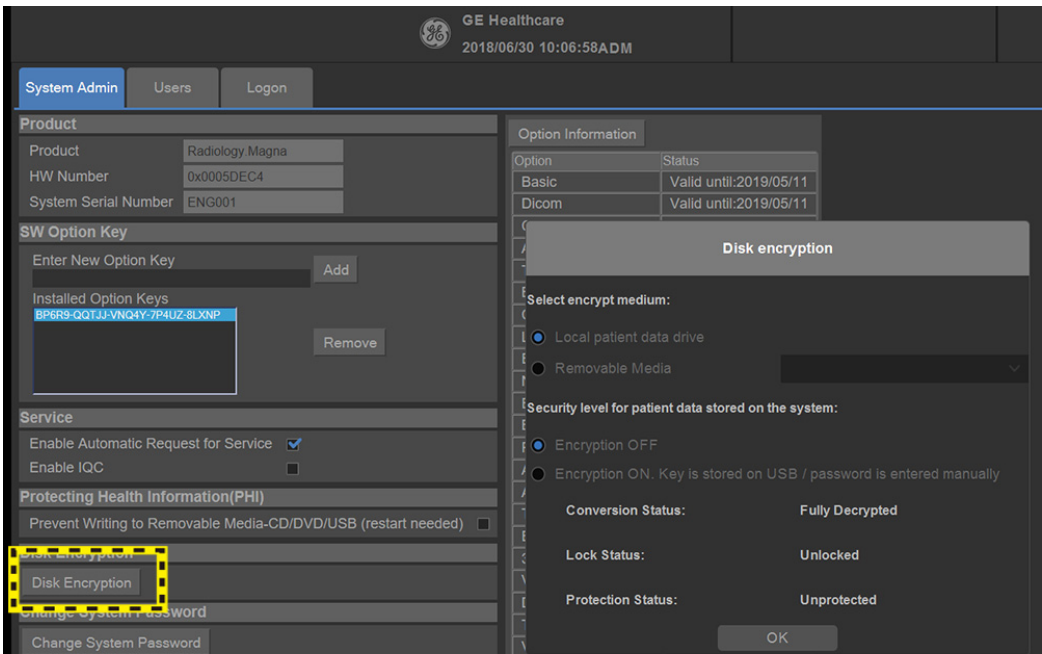 GE Healthcare
2018/06/30 10:06:58ADM
System Admin Users Logon
Product
Product Radiology.Magna
HW Number 0x0005DEC4
System Serial Number ENG001
SW Option Key
Enter New Option Key
Add
Installed Option Keys
BP6R9-QQTJJ-VNQ4Y-7P4UZ-8LXNP
Remove
Service
Enable Automatic Request for Service
Enable IQC
Protecting Health Information(PHI)
Prevent Writing to Removable Media-CD/DVD/USB (restart needed)
Disk Encryption
Disk Encryption
Change System Password
Change System Password
Option Information
Option Status
Basic Valid until:2019/05/11
Dicom Valid until:2019/05/11
Disk encryption
Select encrypt medium:
Local patient data drive
Removable Media
Security level for patient data stored on the system:
Encryption OFF
Encryption ON. Key is stored on USB / password is entered manually
Conversion Status: Fully Decrypted
Lock Status: Unlocked
Protection Status: Unprotected
OK